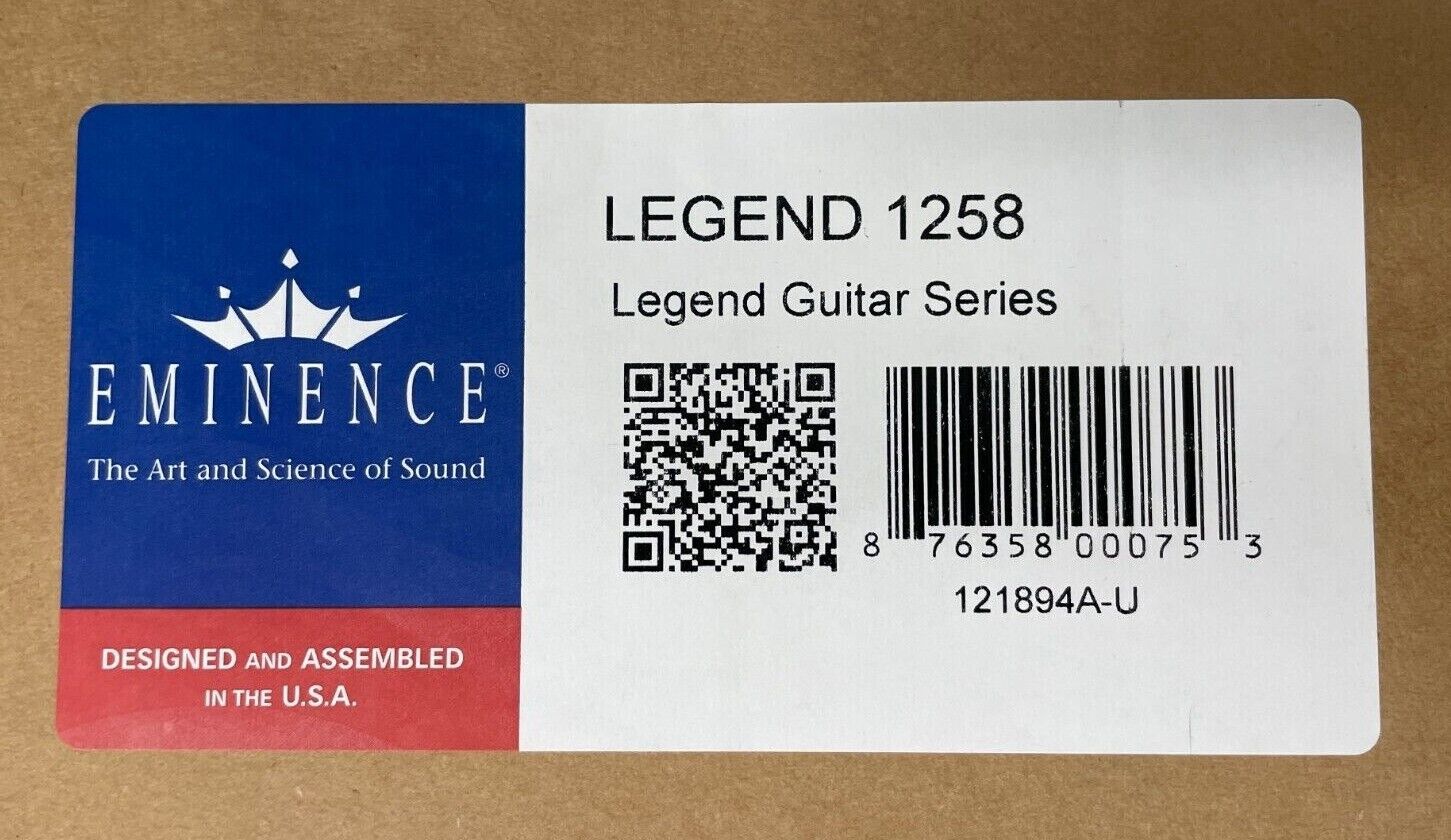 EMINENCE®
The Art and Science of Sound
DESIGNED AND ASSEMBLED
IN THE U.S.A.
LEGEND 1258
Legend Guitar Series
8 76358 00075 3
121894A-U